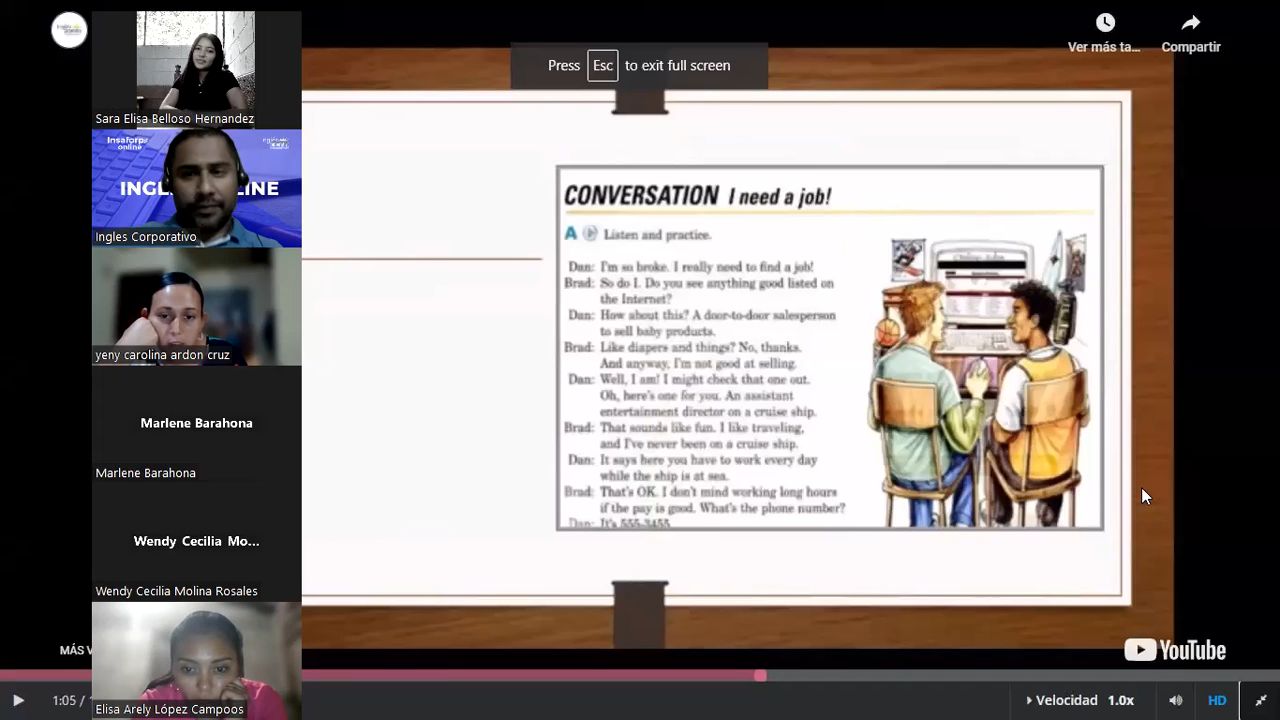 Ver más ta...
Compartir
Press Esc to exit full screen
Sara Elisa Belloso Hernandez
Insaforp
online
INGL
LINE
Ingles Corporativo
yeny carolina ardon cruz
Marlene Barahona
Marlene Barahona
Wendy Cecilia Mo...
Wendy Cecilia Molina Rosales
Elisa Arely López Campoos
CONVERSATION I need a job!
A Listen and practice.
Dan: I'm so broke. I really need to find a job!
Brad: So do I. Do you see anything good listed on
the Internet?
Dan: How about this? A door-to-door salesperson
to sell baby products.
Brad: Like diapers and things? No, thanks.
And anyway, I'm not good at selling.
Dan: Well, I am! I might check that one out.
Oh, here's one for you. An assistant
entertainment director on a cruise ship.
Brad: That sounds like fun. I like traveling,
and I've never been on a cruise ship.
Dan: It says here you have to work every day
while the ship is at sea.
Brad: That's OK. I don't mind working long hours
if the pay is good. What's the phone number?
Dan: It's 555-3455
YouTube
MÁS V
1:05 /
Velocidad 1.0x
HD